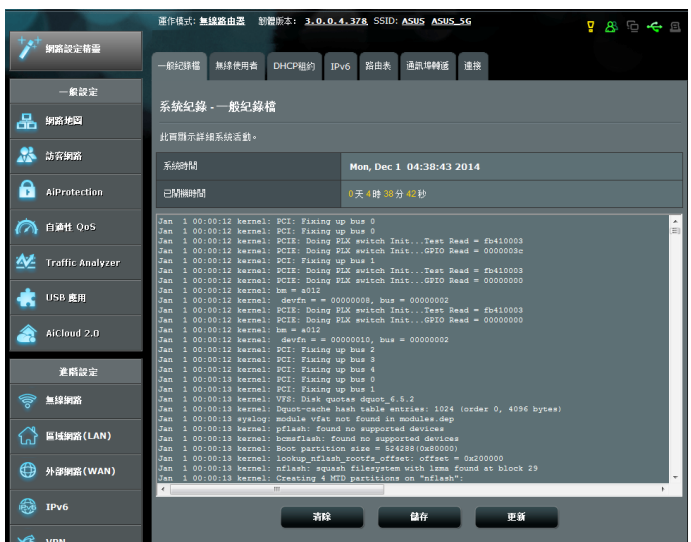 運作模式: 無線路由器 韌體版本: 3.0.0.4.378 SSID: ASUS ASUS_5G
網路設定精靈
一般紀錄檔 無線使用者 DHCP租約 IPv6 路由表 通訊埠轉遞 連接
一般設定
網路地圖
訪客網路
AiProtection
自適性 QoS
Traffic Analyzer
USB 應用
AiCloud 2.0
進階設定
無線網路
區域網路(LAN)
外部網路(WAN)
IPv6
VPN
系統紀錄 - 一般紀錄檔
此頁顯示詳細系統活動。
系統時間 Mon, Dec 1 04:38:43 2014
已開機時間 0 天 4 時 38 分 42 秒
Jan 1 00:00:12 kernel: PCI: Fixing up bus 0
Jan 1 00:00:12 kernel: PCI: Fixing up bus 0
Jan 1 00:00:12 kernel: PCIE: Doing PLX switch Init...Test Read = fb410003
Jan 1 00:00:12 kernel: PCIE: Doing PLX switch Init...GPIO Read = 0000003c
Jan 1 00:00:12 kernel: PCI: Fixing up bus 1
Jan 1 00:00:12 kernel: PCIE: Doing PLX switch Init...Test Read = fb410003
Jan 1 00:00:12 kernel: PCIE: Doing PLX switch Init...GPIO Read = 00000000
Jan 1 00:00:12 kernel: bm = a012
Jan 1 00:00:12 kernel: devfn = = 00000008, bus = 00000002
Jan 1 00:00:12 kernel: PCIE: Doing PLX switch Init...Test Read = fb410003
Jan 1 00:00:12 kernel: PCIE: Doing PLX switch Init...GPIO Read = 00000000
Jan 1 00:00:12 kernel: bm = a012
Jan 1 00:00:12 kernel: devfn = = 00000010, bus = 00000002
Jan 1 00:00:12 kernel: PCI: Fixing up bus 2
Jan 1 00:00:12 kernel: PCI: Fixing up bus 3
Jan 1 00:00:12 kernel: PCI: Fixing up bus 4
Jan 1 00:00:13 kernel: PCI: Fixing up bus 0
Jan 1 00:00:13 kernel: PCI: Fixing up bus 1
Jan 1 00:00:13 kernel: VFS: Disk quotas dquot_6.5.2
Jan 1 00:00:13 kernel: Dquot-cache hash table entries: 1024 (order 0, 4096 bytes)
Jan 1 00:00:13 syslog: module vfat not found in modules.dep
Jan 1 00:00:13 kernel: pflash: found no supported devices
Jan 1 00:00:13 kernel: bcmsflash: found no supported devices
Jan 1 00:00:13 kernel: Boot partition size = 524288(0x80000)
Jan 1 00:00:13 kernel: lookup_nflash_rootfs_offset: offset = 0x200000
Jan 1 00:00:13 kernel: nflash: squash filesystem with lzma found at block 29
Jan 1 00:00:13 kernel: Creating 4 MTD partitions on "nflash":
清除 儲存 更新